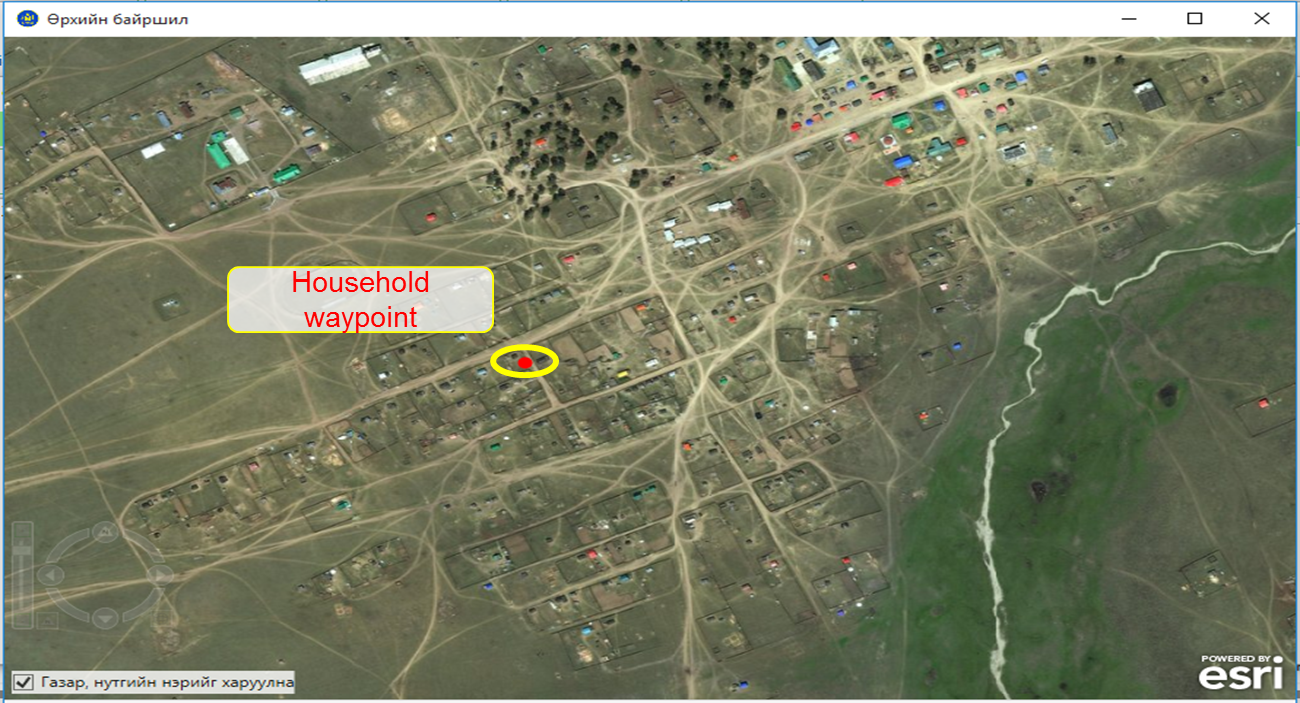 Өрхийн байршил
Household
waypoint
Газар, нутгийн нэрийг харуулна
POWERED BY
esri